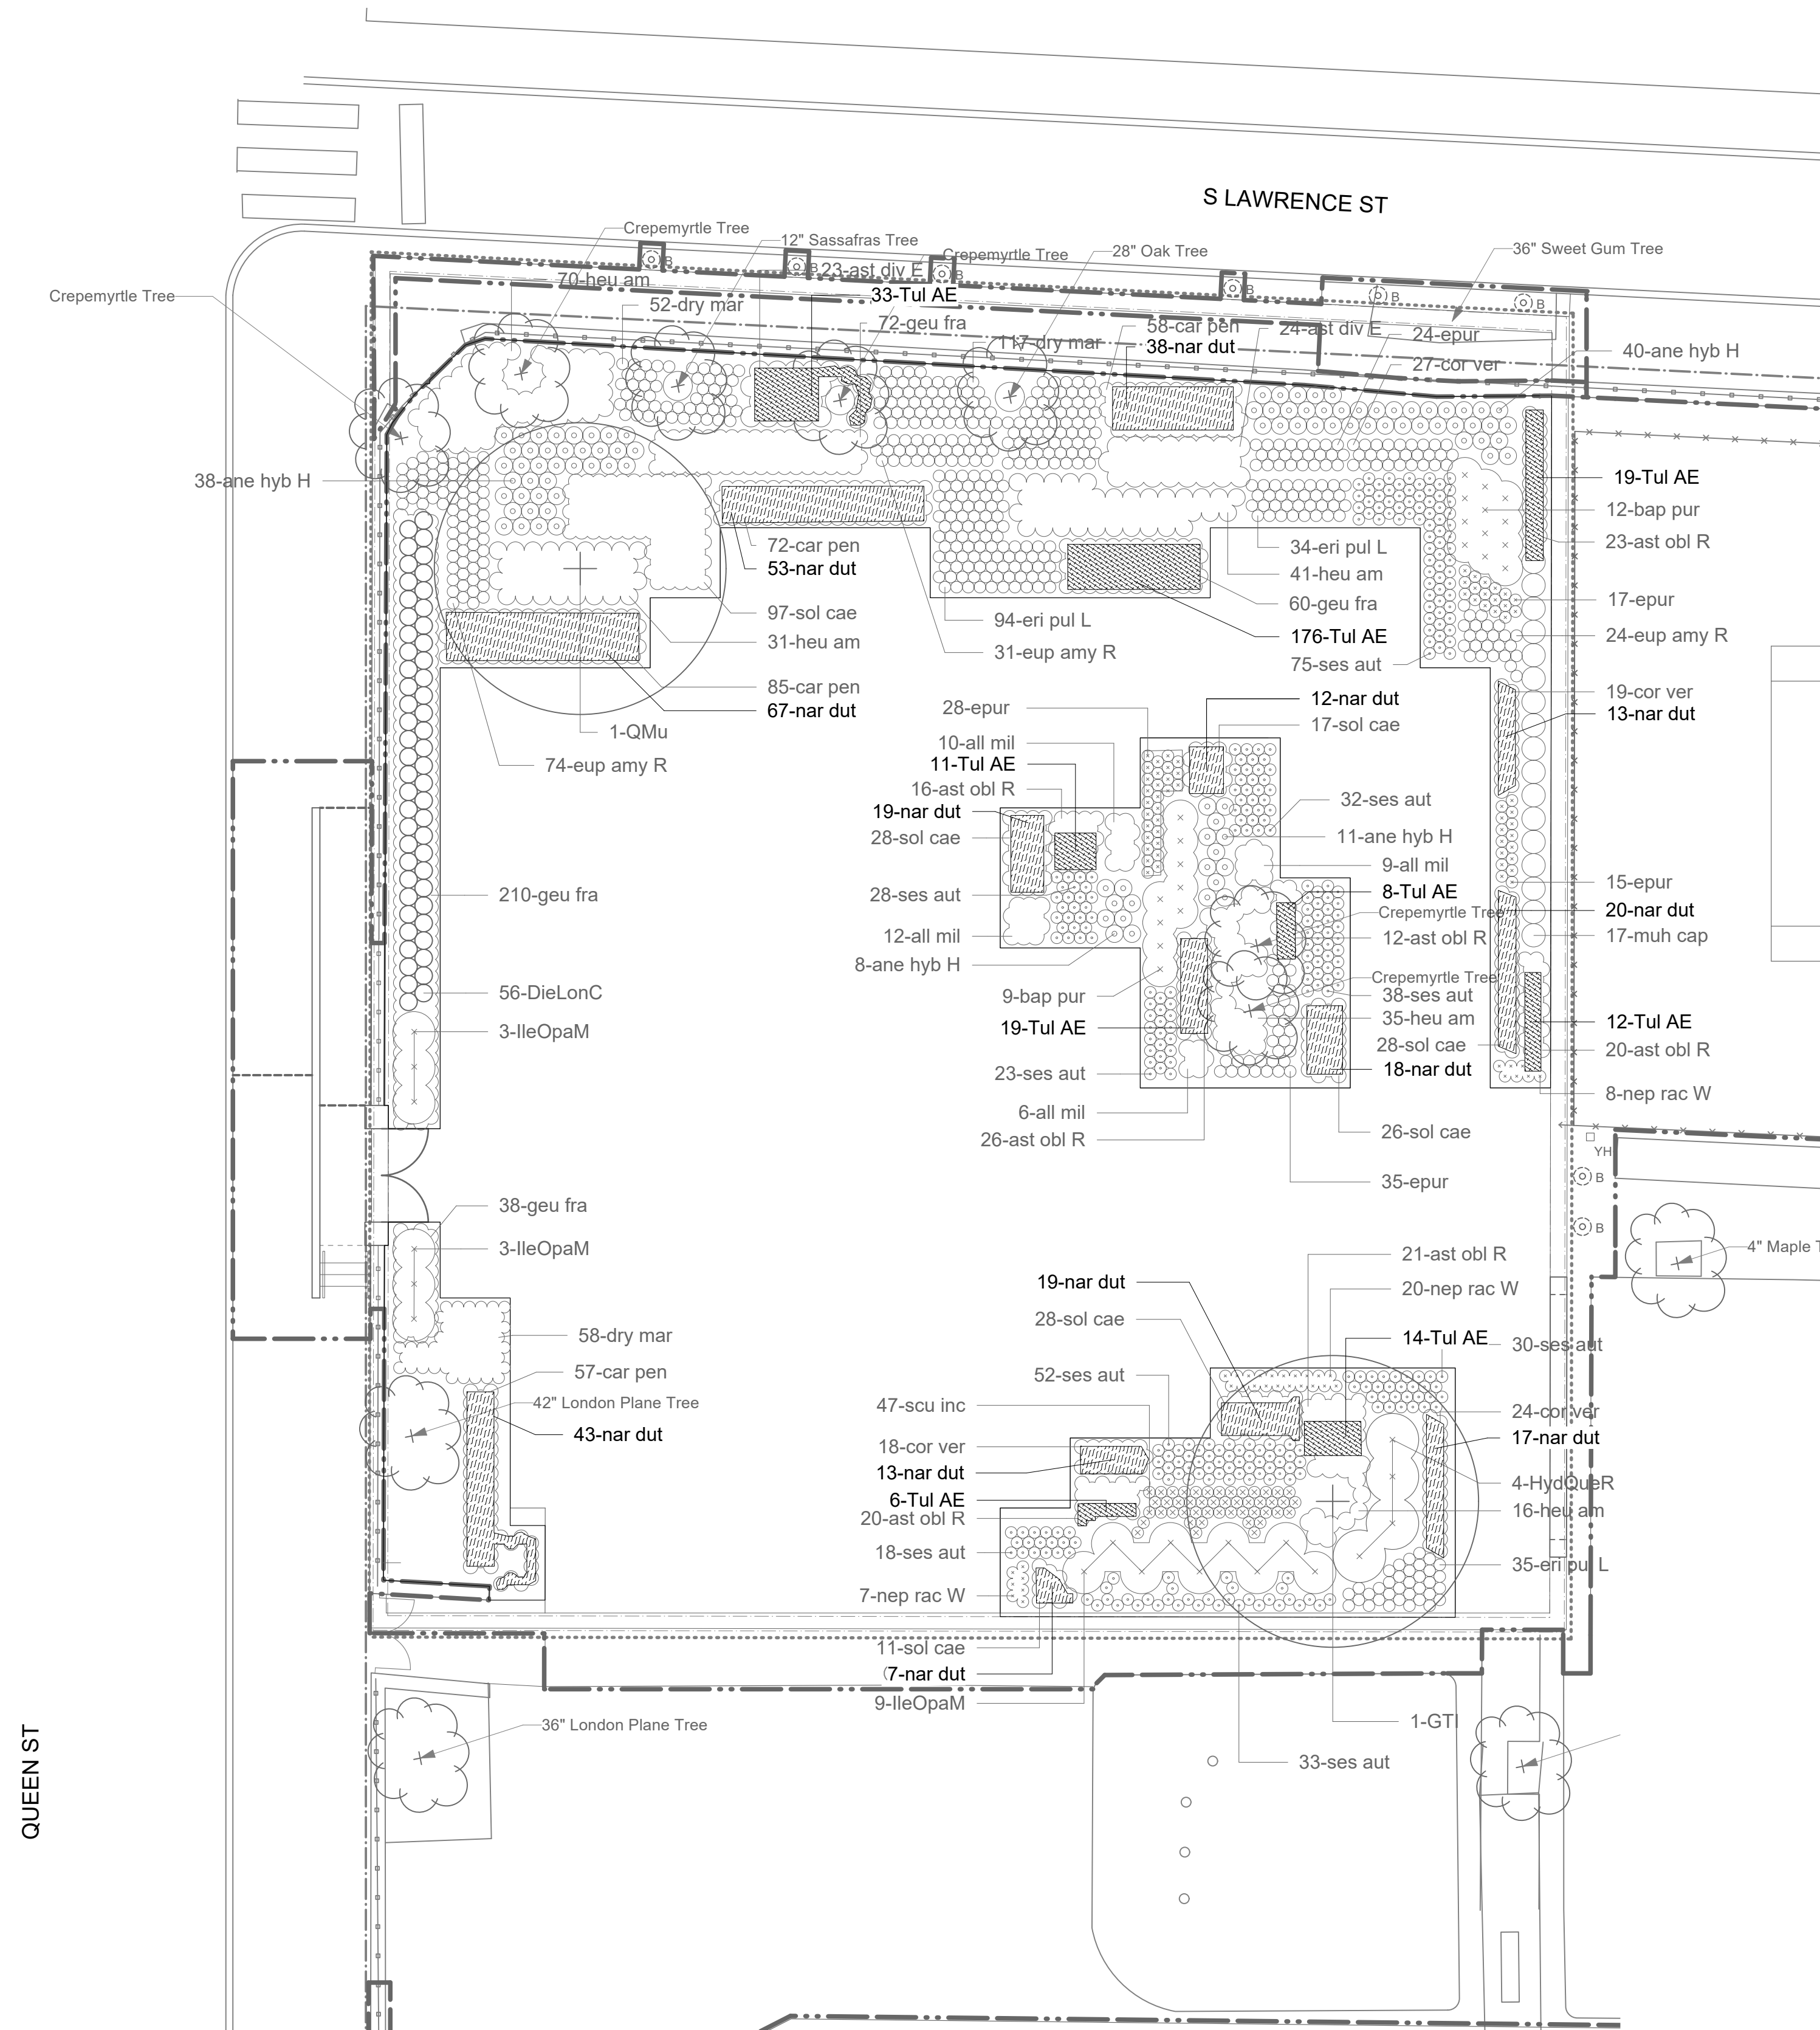 S LAWRENCE ST
Crepemyrtle Tree
12" Sassafras Tree
Crepemyrtle Tree
28" Oak Tree
36" Sweet Gum Tree
B
B
B
B
B
B
70-heu am
23-ast div E
Crepemyrtle Tree
33-Tul AE
52-dry mar
72-geu fra
58-car pen
24-ast div E
24-epur
117-dry mar
38-nar dut
40-ane hyb H
27-cor ver
38-ane hyb H
19-Tul AE
12-bap pur
23-ast obl R
72-car pen
53-nar dut
34-eri pul L
41-heu am
97-sol cae
60-geu fra
17-epur
94-eri pul L
31-heu am
176-Tul AE
24-eup amy R
31-eup amy R
75-ses aut
85-car pen
67-nar dut
12-nar dut
19-cor ver
28-epur
17-sol cae
13-nar dut
1-QMu
10-all mil
74-eup amy R
11-Tul AE
16-ast obl R
32-ses aut
19-nar dut
28-sol cae
11-ane hyb H
9-all mil
210-geu fra
28-ses aut
8-Tul AE
15-epur
Crepemyrtle Tree
20-nar dut
12-all mil
12-ast obl R
17-muh cap
8-ane hyb H
Crepemyrtle Tree
56-DieLonC
9-bap pur
38-ses aut
3-IleOpaM
19-Tul AE
35-heu am
12-Tul AE
28-sol cae
20-ast obl R
23-ses aut
18-nar dut
8-nep rac W
6-all mil
26-ast obl R
26-sol cae
YH
B
35-epur
38-geu fra
B
3-IleOpaM
21-ast obl R
4" Maple T
19-nar dut
20-nep rac W
28-sol cae
58-dry mar
14-Tul AE
30-ses aut
57-car pen
52-ses aut
42" London Plane Tree
47-scu inc
24-cor ver
43-nar dut
18-cor ver
17-nar dut
13-nar dut
4-HydQueR
6-Tul AE
16-heu am
20-ast obl R
18-ses aut
35-eri pul L
7-nep rac W
11-sol cae
7-nar dut
9-IleOpaM
36" London Plane Tree
1-GTI
33-ses aut
QUEEN ST